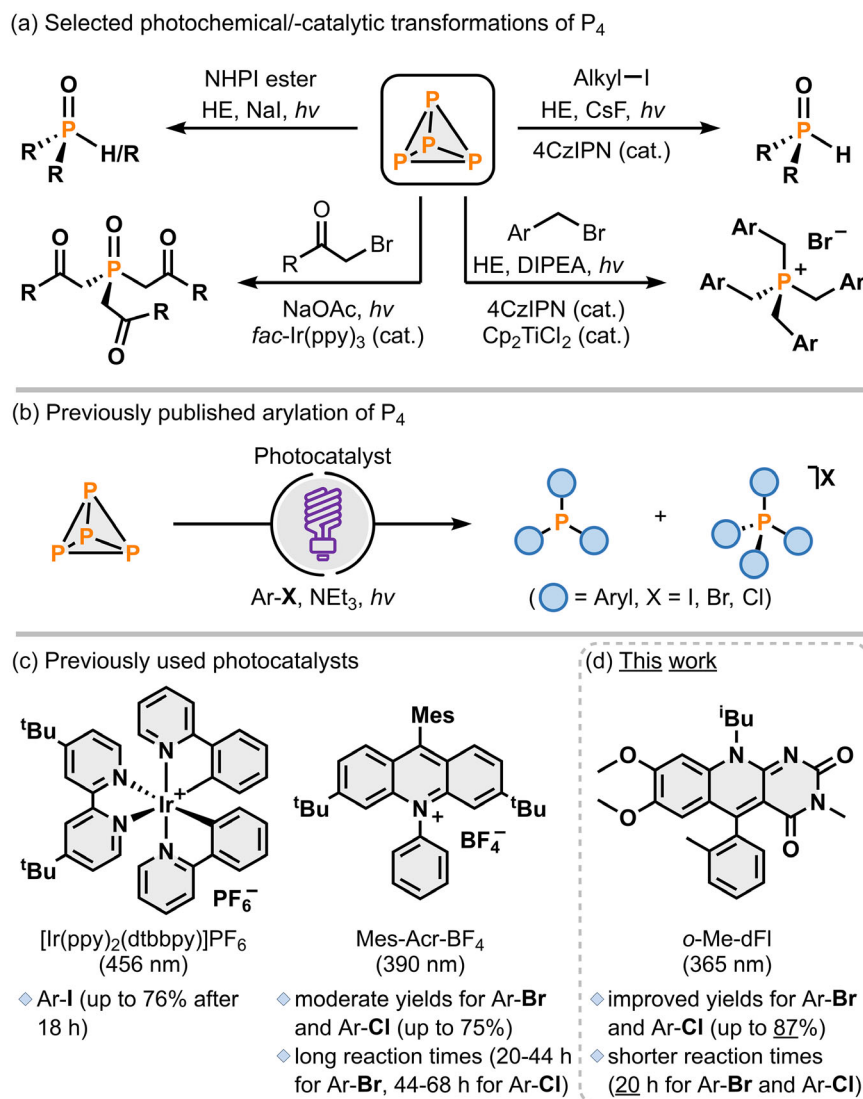 (a) Selected photochemical/-catalytic transformations of P4
NHPI ester
HE, NaI, hv
O
P
R
R
H/R
P
P
P
P
Alkyl–I
HE, CsF, hv
4CzIPN (cat.)
O
P
R
R
H
O
O
O
R
P
R
R
O
O
R
Br
NaOAc, hv
fac-Ir(ppy)3 (cat.)
Ar
Br
HE, DIPEA, hv
4CzIPN (cat.)
Cp2TiCl2 (cat.)
Ar
Br–
P+
Ar
Ar
Ar
(b) Previously published arylation of P4
P
P
P
P
Photocatalyst
Ar-X, NEt3, hv
P
+
P
]X
( = Aryl, X = I, Br, Cl)
(c) Previously used photocatalysts
tBu
N
N
tBu
Ir+
N
N
PF6–
[Ir(ppy)2(dtbbpy)]PF6
(456 nm)
Ar-I (up to 76% after
18 h)
Mes
tBu
N
+
tBu
BF4–
Mes-Acr-BF4
(390 nm)
moderate yields for Ar-Br
and Ar-Cl (up to 75%)
long reaction times (20-44 h
for Ar-Br, 44-68 h for Ar-Cl)
(d) This work
iBu
O
N
N
O
O
N
O
o-Me-dFl
(365 nm)
improved yields for Ar-Br
and Ar-Cl (up to 87%)
shorter reaction times
(20 h for Ar-Br and Ar-Cl)